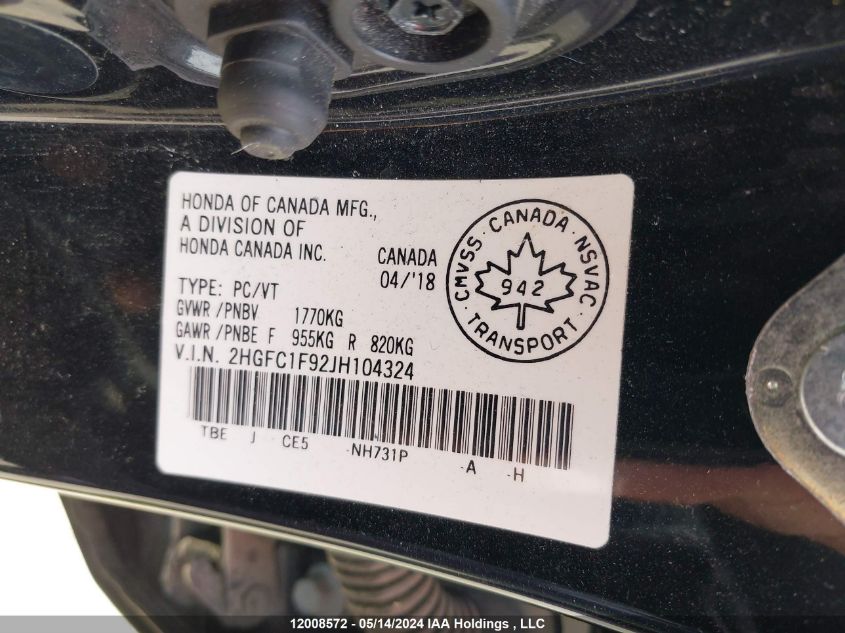 HONDA OF CANADA MFG.,
A DIVISION OF
HONDA CANADA INC.
CANADA
04/'18
TYPE: PC/VT
GVWR /PNBV 1770KG
GAWR /PNBE F 955KG R 820KG
V.I.N. 2HGFC1F92JH104324
TBE J CE5 -NH731P -A -H
CMVSS · CANADA · NSVAC
942
TRANSPORT
12008572 - 05/14/2024 IAA Holdings , LLC